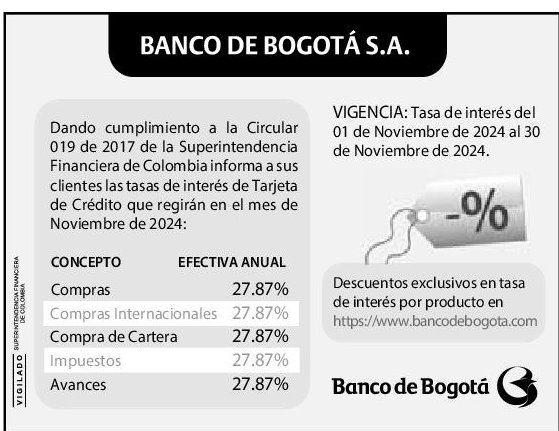 BANCO DE BOGOTÁ S.A.
Dando cumplimiento a la Circular
019 de 2017 de la Superintendencia
Financiera de Colombia informa a sus
clientes las tasas de interés de Tarjeta
de Crédito que regirán en el mes de
Noviembre de 2024:
CONCEPTO EFECTIVA ANUAL
Compras 27.87%
Compras Internacionales 27.87%
Compra de Cartera 27.87%
Impuestos 27.87%
Avances 27.87%
VIGENCIA: Tasa de interés del
01 de Noviembre de 2024 al 30
de Noviembre de 2024.
-%
Descuentos exclusivos en tasa
de interés por producto en
https://www.bancodebogota.com
Banco de Bogotá
VIGILADO
SUPERINTENDENCIA FINANCIERA
DE COLOMBIA